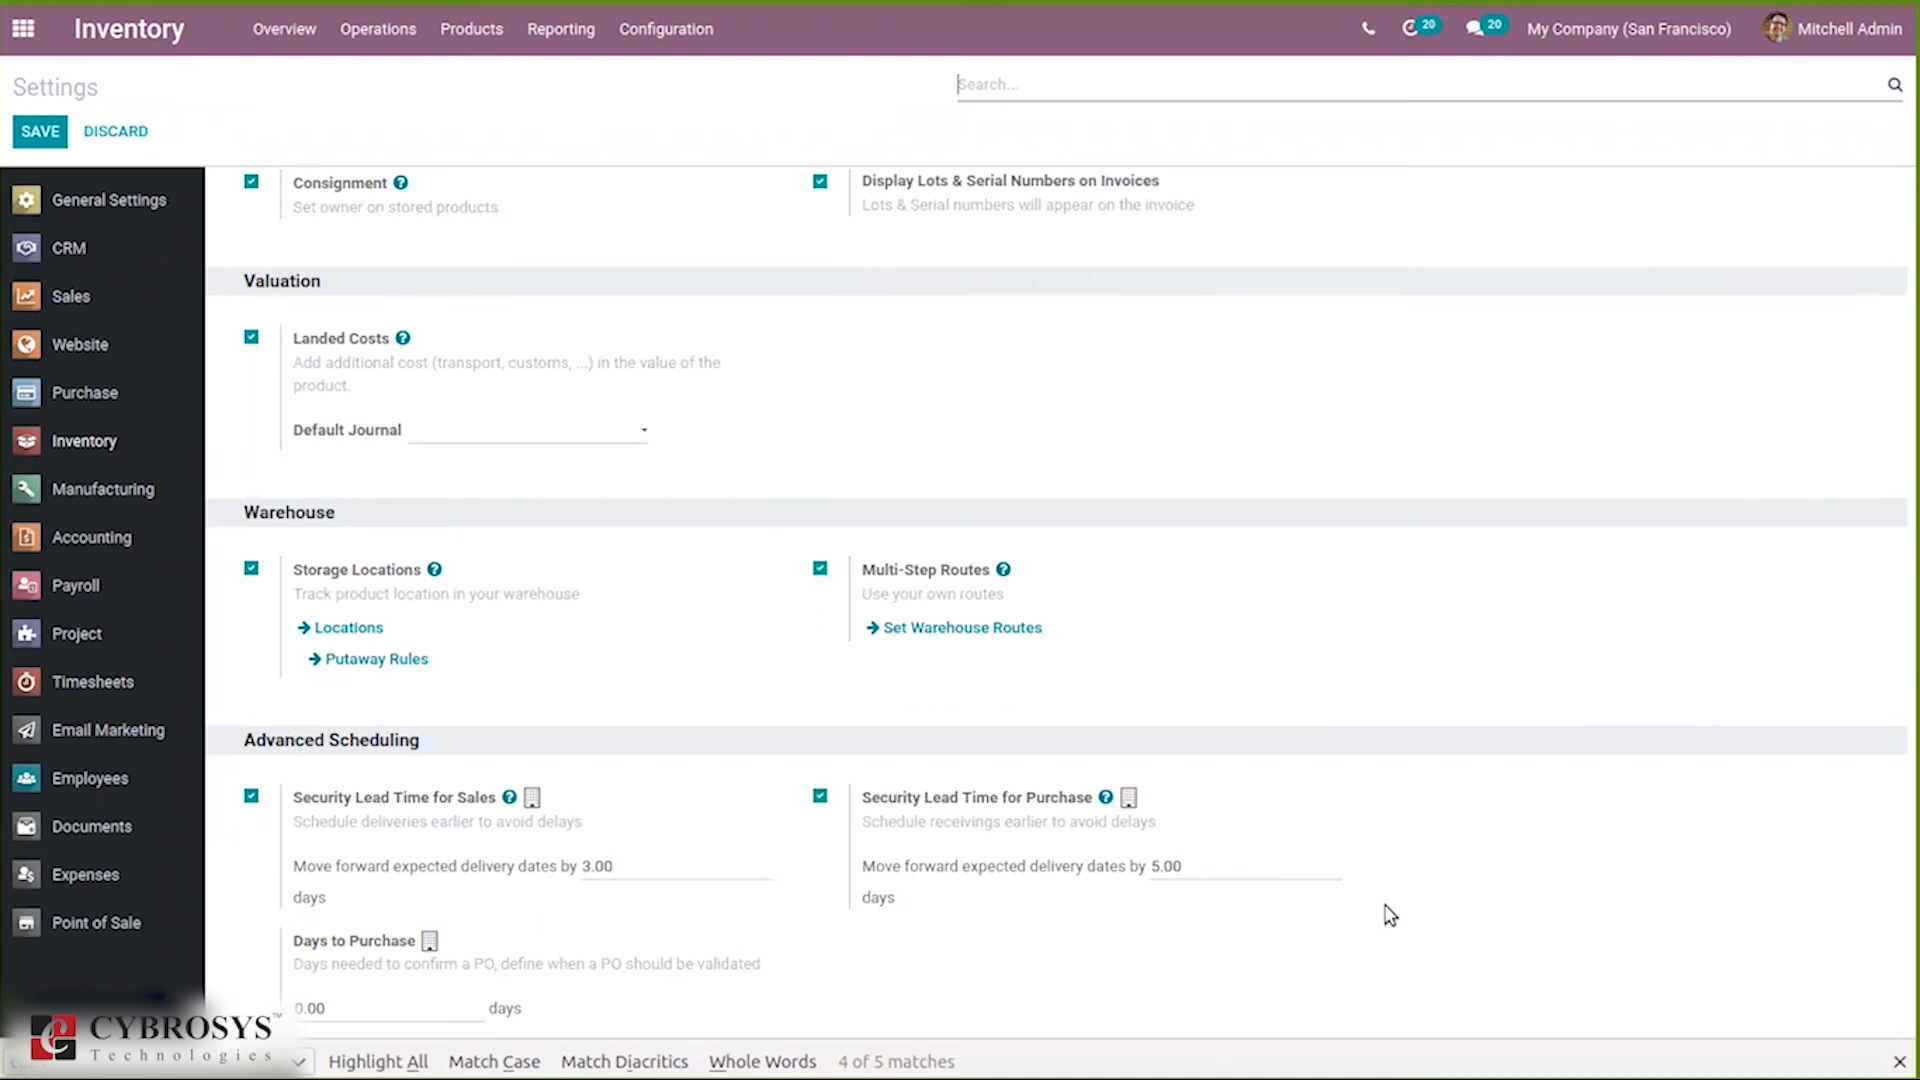 Inventory Overview Operations Products Reporting Configuration 20 20 My Company (San Francisco) Mitchell Admin
Settings Search...
SAVE DISCARD
General Settings
CRM
Sales
Website
Purchase
Inventory
Manufacturing
Accounting
Payroll
Project
Timesheets
Email Marketing
Employees
Documents
Expenses
Point of Sale
Consignment
Set owner on stored products
Display Lots & Serial Numbers on Invoices
Lots & Serial numbers will appear on the invoice
Valuation
Landed Costs
Add additional cost (transport, customs, ...) in the value of the
product.
Default Journal
Warehouse
Storage Locations
Track product location in your warehouse
Locations
Putaway Rules
Multi-Step Routes
Use your own routes
Set Warehouse Routes
Advanced Scheduling
Security Lead Time for Sales
Schedule deliveries earlier to avoid delays
Move forward expected delivery dates by 3.00
days
Security Lead Time for Purchase
Schedule receivings earlier to avoid delays
Move forward expected delivery dates by 5.00
days
Days to Purchase
Days needed to confirm a PO, define when a PO should be validated
0.00 days
CYBROSYS™
Technologies
Highlight All Match Case Match Diacritics Whole Words 4 of 5 matches